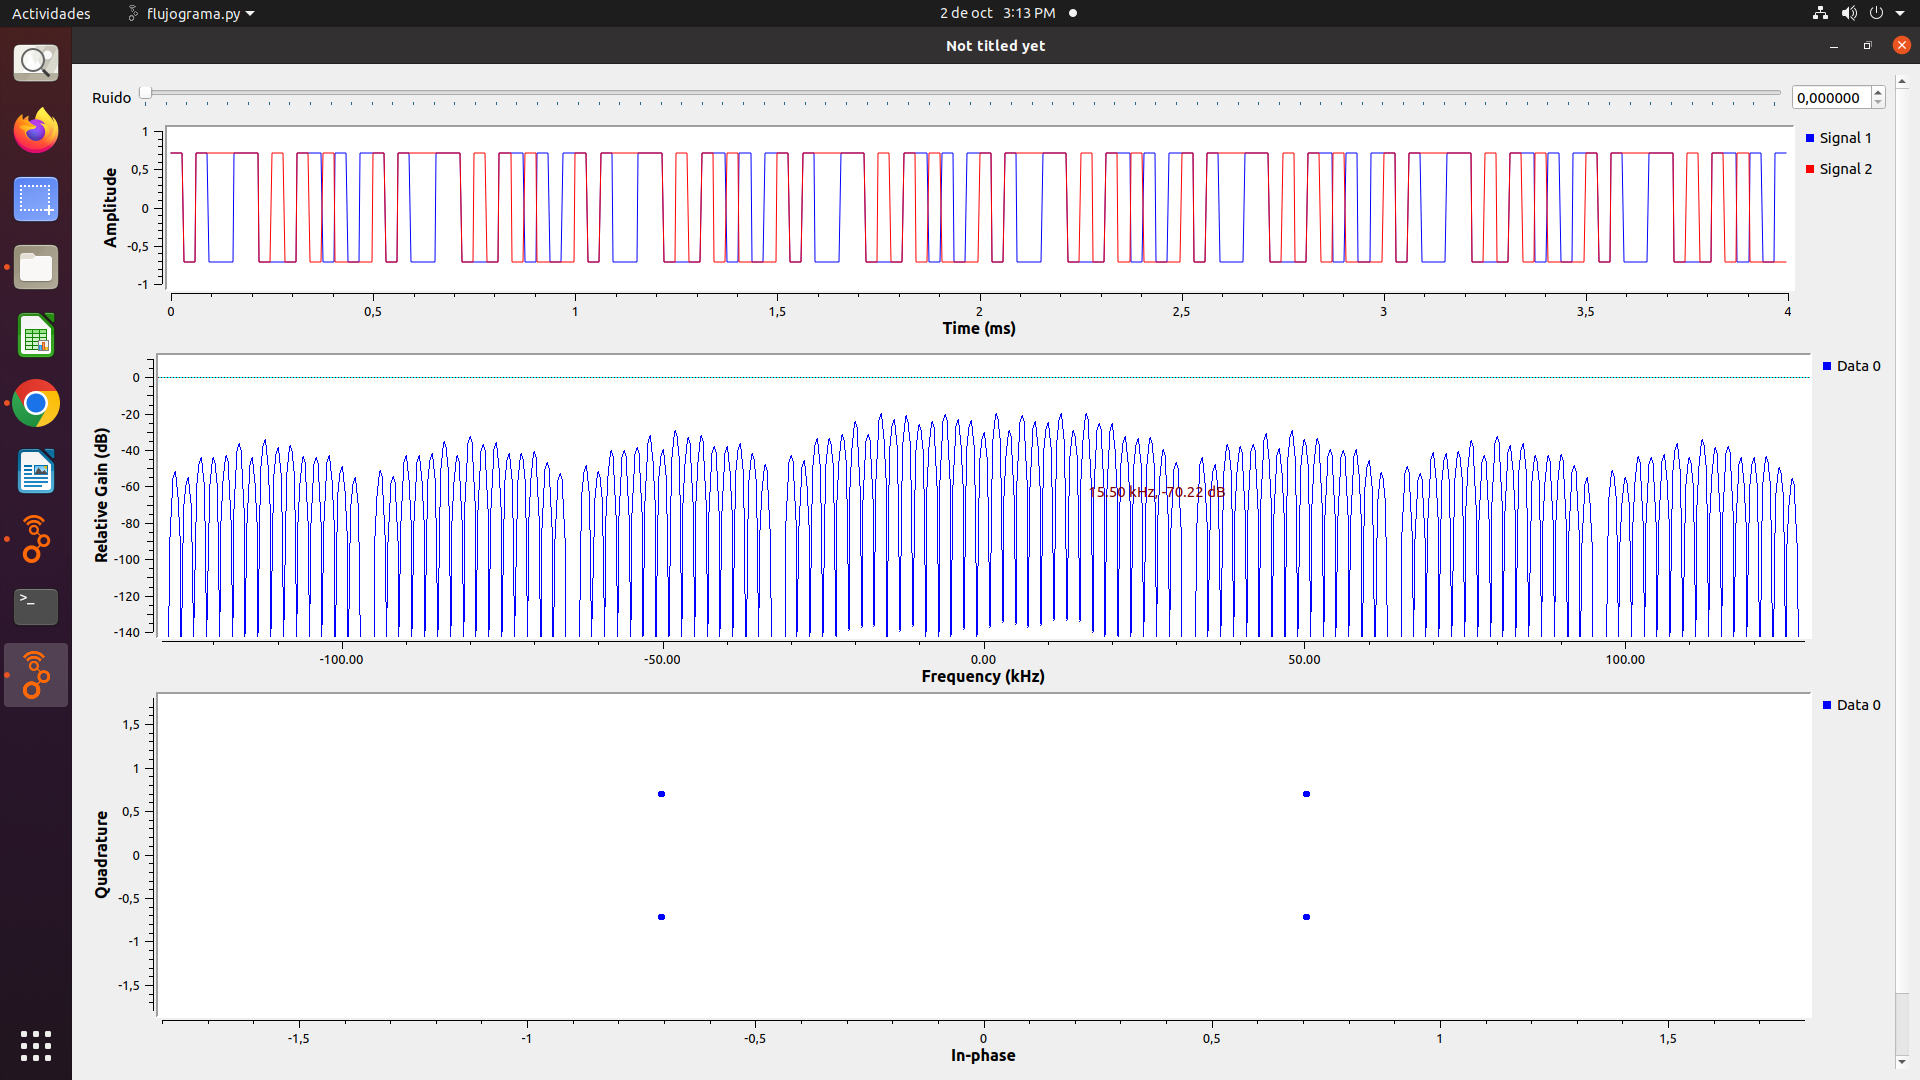 Actividades flujograma.py 2 de oct 3:13 PM
Not titled yet
Ruido 0,000000
Signal 1
Signal 2
Amplitude
1
0,5
0
-0,5
-1
0 0,5 1 1,5 2 2,5 3 3,5 4
Time (ms)
Data 0
Relative Gain (dB)
0
-20
-40
-60
-80
-100
-120
-140
15.50 kHz, -70.22 dB
-100.00 -50.00 0.00 50.00 100.00
Frequency (kHz)
Data 0
Quadrature
1,5
1
0,5
0
-0,5
-1
-1,5
-1,5 -1 -0,5 0 0,5 1 1,5
In-phase